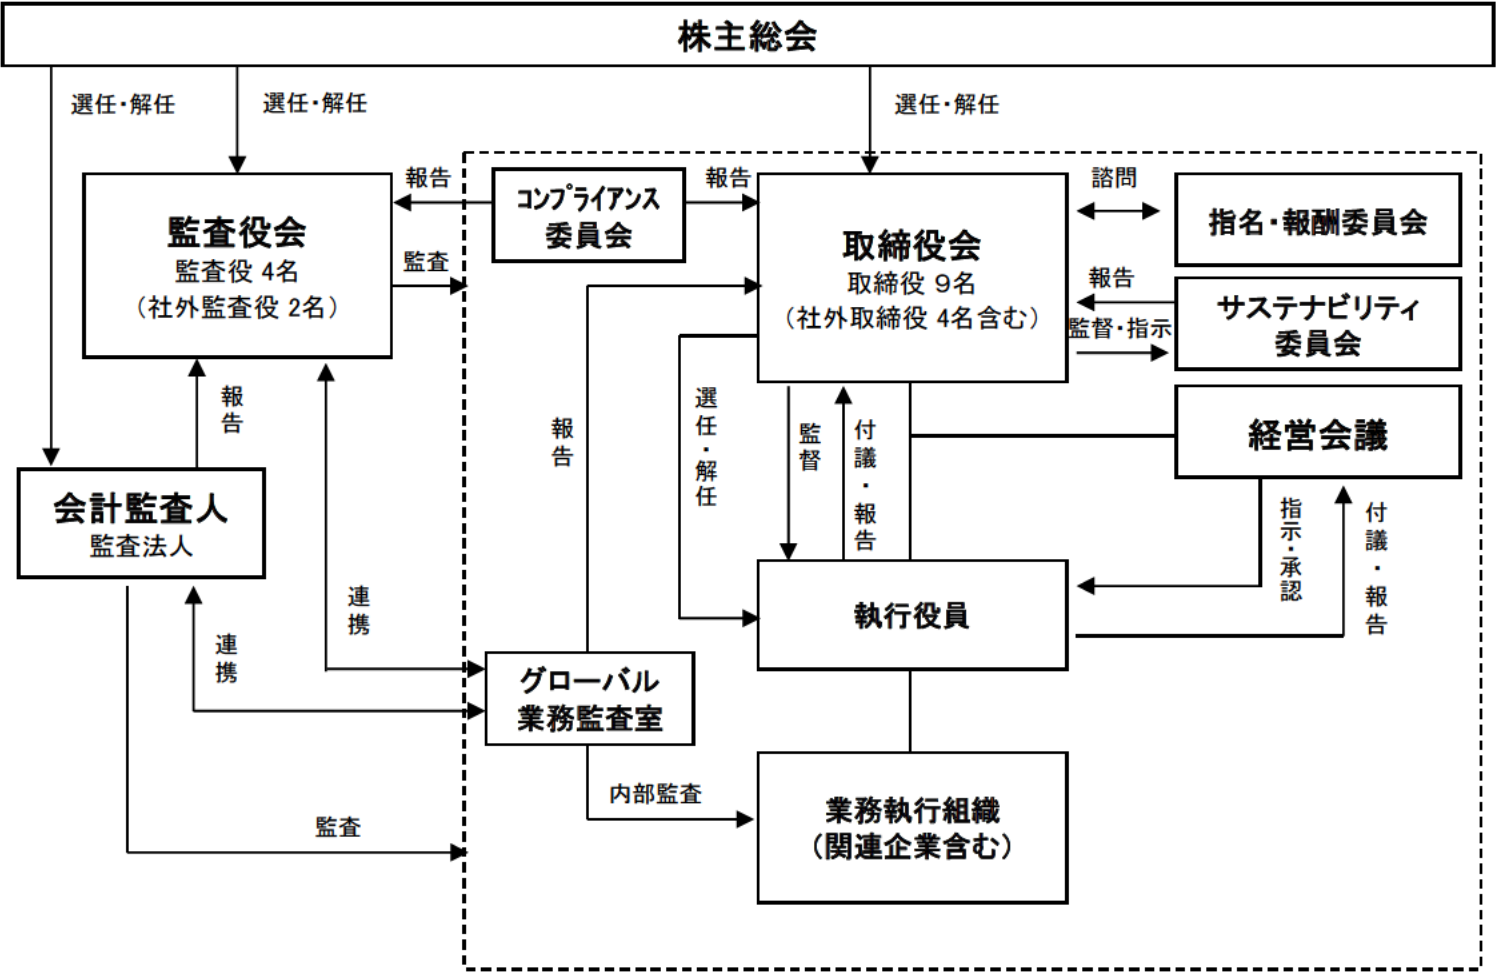 株主総会
選任・解任
選任・解任
選任・解任
報告
コンプライアンス
委員会
報告
諮問
指名・報酬委員会
監査役会
監査役 4名
（社外監査役 2名）
監査
取締役会
取締役 9名
（社外取締役 4名含む）
報告
監督・指示
サステナビリティ
委員会
報告
報告
選任・解任
監督
付議・報告
経営会議
会計監査人
監査法人
指示・承認
付議・報告
連携
連携
執行役員
グローバル
業務監査室
内部監査
監査
業務執行組織
（関連企業含む）